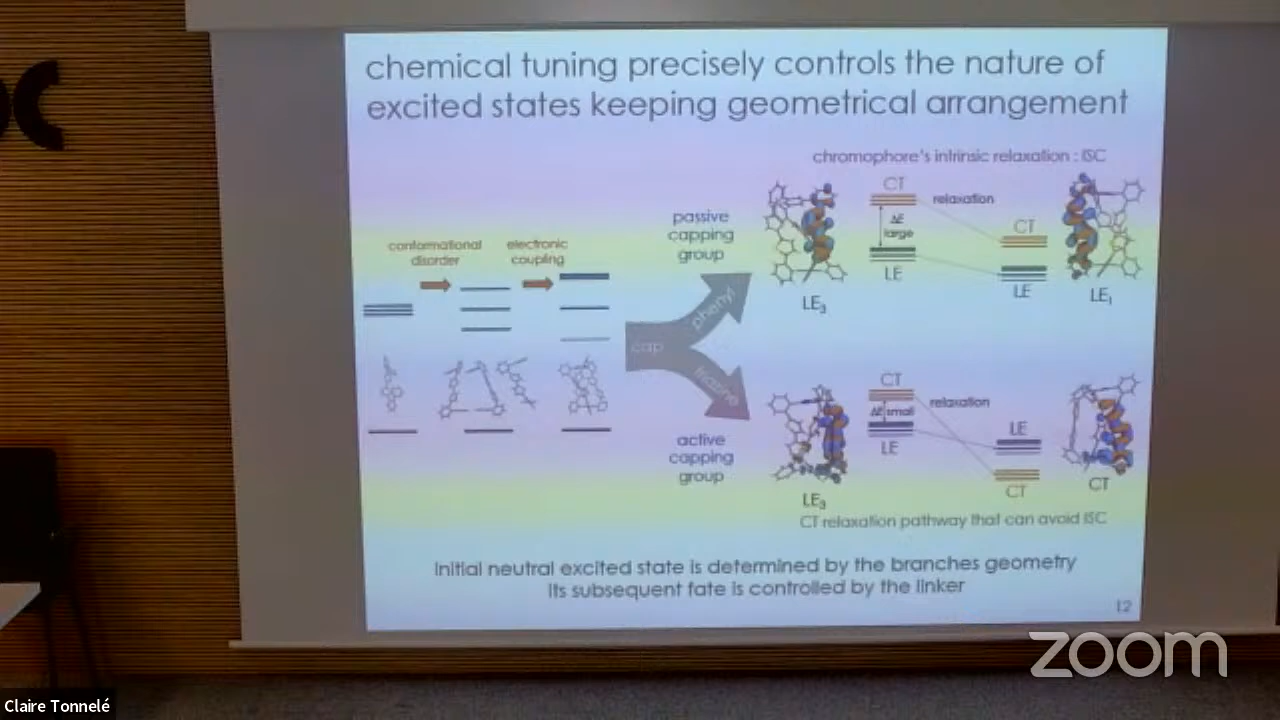 chemical tuning precisely controls the nature of
excited states keeping geometrical arrangement
chromophore's intrinsic relaxation : ISC
conformational
disorder
electronic
coupling
cap
phenyl
triazine
passive
capping
group
LE3
CT
ΔE
large
LE
relaxation
CT
LE
LE1
active
capping
group
LE3
CT
ΔE small
LE
relaxation
LE
CT
CT
CT relaxation pathway that can avoid ISC
Initial neutral excited state is determined by the branches geometry
Its subsequent fate is controlled by the linker
12
zoom
Claire Tonnelé